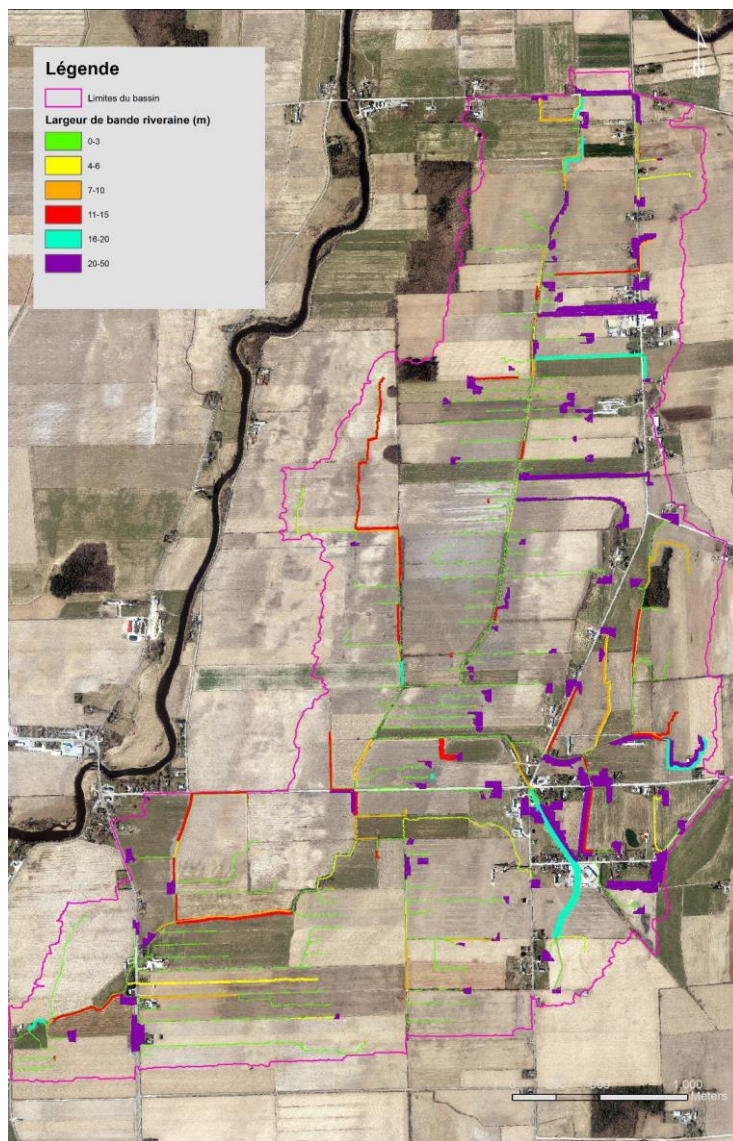 Légende
Limites du bassin
Largeur de bande riveraine (m)
0-3
4-6
7-10
11-15
16-20
20-50
500
1,000
Meters